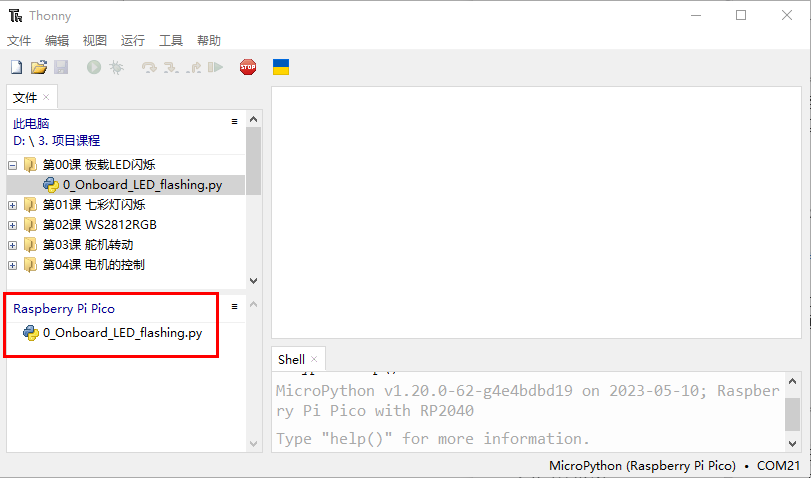 Thonny
文件 编辑 视图 运行 工具 帮助
STOP
文件 ×
此电脑
D: \ 3. 项目课程
第00课 板载LED闪烁
0_Onboard_LED_flashing.py
第01课 七彩灯闪烁
第02课 WS2812RGB
第03课 舵机转动
第04课 电机的控制
Raspberry Pi Pico
0_Onboard_LED_flashing.py
Shell ×
MicroPython v1.20.0-62-g4e4bdbd19 on 2023-05-10; Raspber
ry Pi Pico with RP2040
Type "help()" for more information.
MicroPython (Raspberry Pi Pico) • COM21